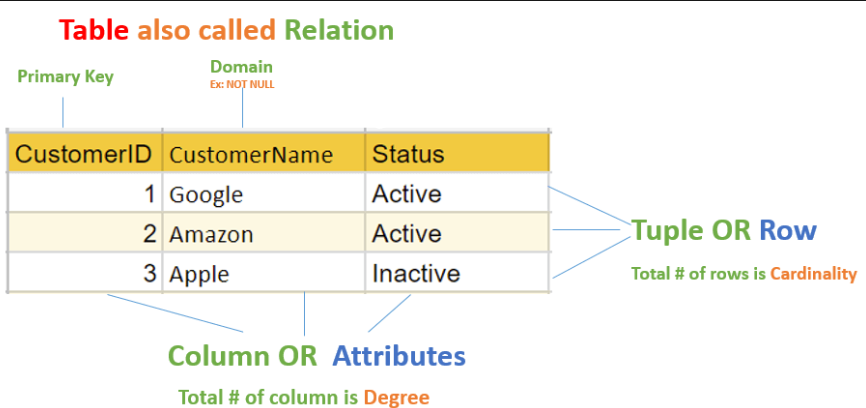 Table also called Relation
Primary Key
Domain
Ex: NOT NULL
CustomerID CustomerName Status
1 Google Active
2 Amazon Active
3 Apple Inactive
Tuple OR Row
Total # of rows is Cardinality
Column OR Attributes
Total # of column is Degree